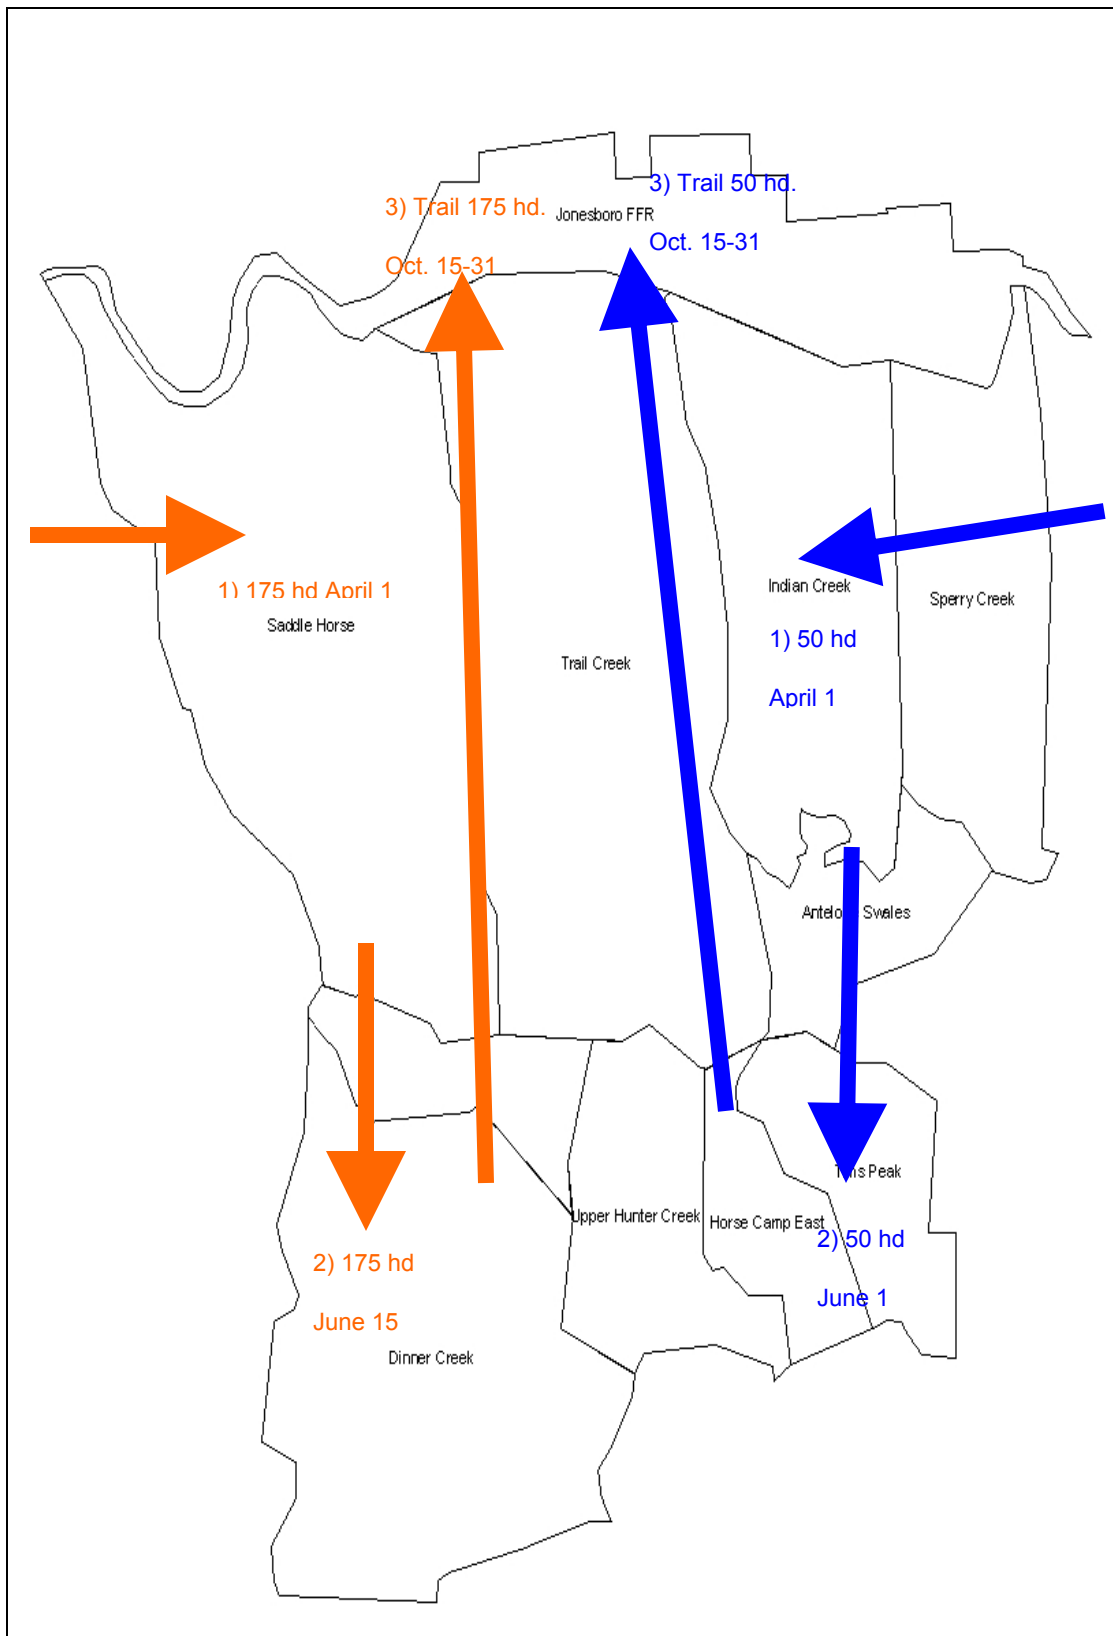 3) Trail 50 hd.
3) Trail 175 hd.
Jonesboro FFR
Oct. 15-31
Oct. 15-31
1) 175 hd April 1
Indian Creek
Sperry Creek
Saddle Horse
1) 50 hd
Trail Creek
April 1
Swales
Peak
Upper Hunter Creek
Horse Camp East
2) 50 hd
2) 175 hd
June 1
June 15
Dinner Creek